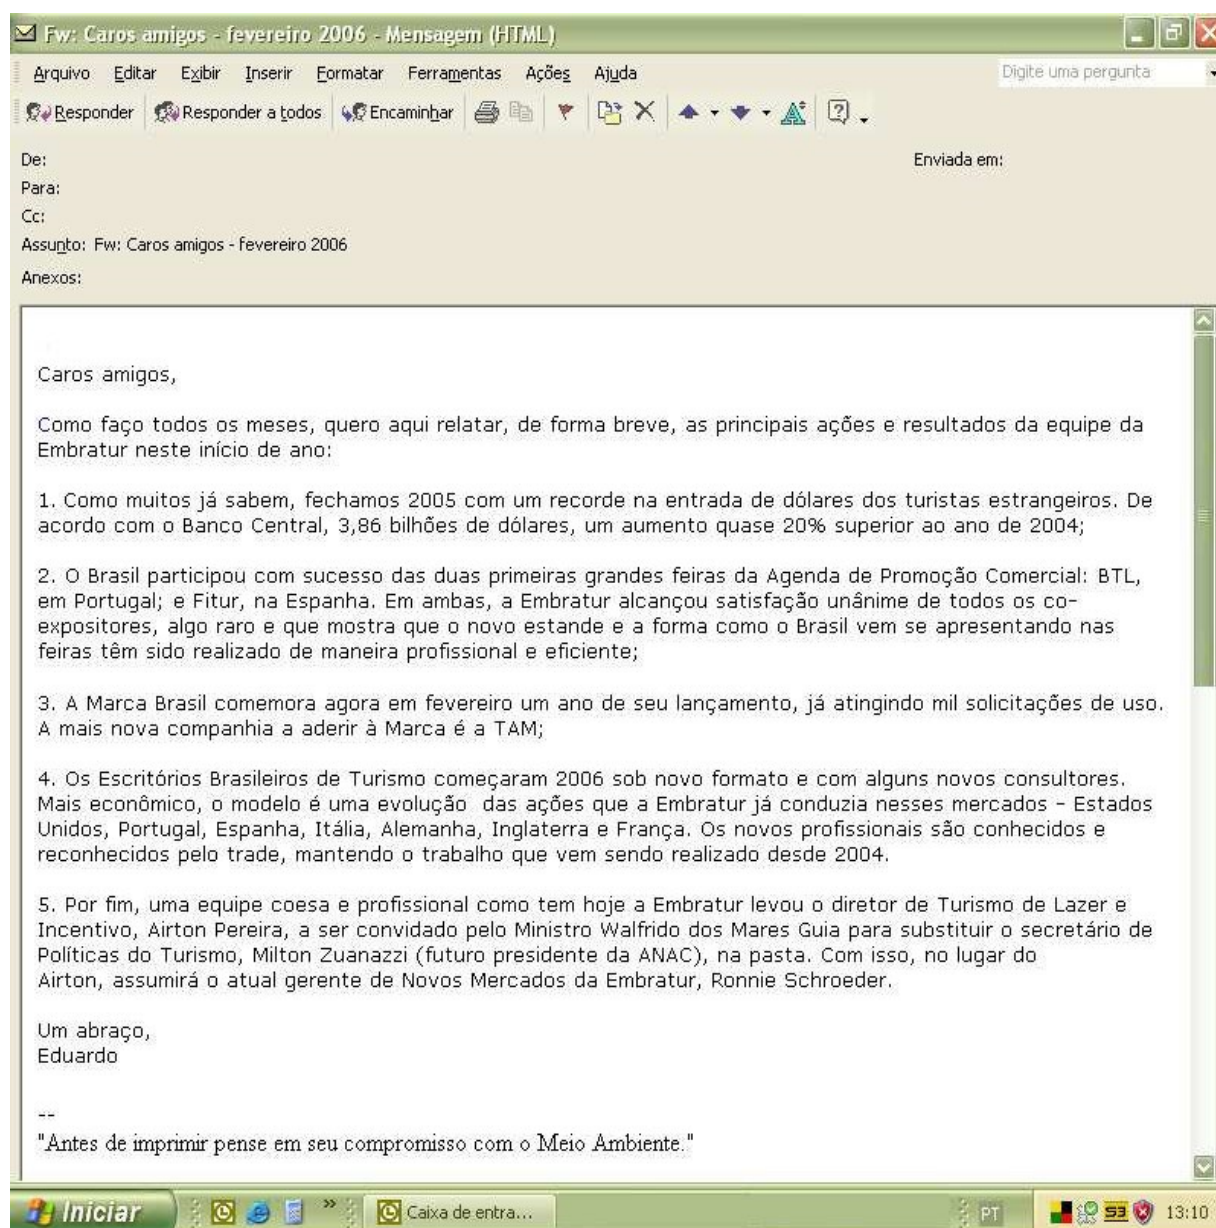 Fw: Caros amigos - fevereiro 2006 - Mensagem (HTML)
Arquivo Editar Exibir Inserir Formatar Ferramentas Ações Ajuda Digite uma pergunta
Responder Responder a todos Encaminhar
De: Enviada em:
Para:
Cc:
Assunto: Fw: Caros amigos - fevereiro 2006
Anexos:
Caros amigos,
Como faço todos os meses, quero aqui relatar, de forma breve, as principais ações e resultados da equipe da
Embratur neste início de ano:
1. Como muitos já sabem, fechamos 2005 com um recorde na entrada de dólares dos turistas estrangeiros. De
acordo com o Banco Central, 3,86 bilhões de dólares, um aumento quase 20% superior ao ano de 2004;
2. O Brasil participou com sucesso das duas primeiras grandes feiras da Agenda de Promoção Comercial: BTL,
em Portugal; e Fitur, na Espanha. Em ambas, a Embratur alcançou satisfação unânime de todos os co-
expositores, algo raro e que mostra que o novo estande e a forma como o Brasil vem se apresentando nas
feiras têm sido realizado de maneira profissional e eficiente;
3. A Marca Brasil comemora agora em fevereiro um ano de seu lançamento, já atingindo mil solicitações de uso.
A mais nova companhia a aderir à Marca é a TAM;
4. Os Escritórios Brasileiros de Turismo começaram 2006 sob novo formato e com alguns novos consultores.
Mais econômico, o modelo é uma evolução das ações que a Embratur já conduzia nesses mercados – Estados
Unidos, Portugal, Espanha, Itália, Alemanha, Inglaterra e França. Os novos profissionais são conhecidos e
reconhecidos pelo trade, mantendo o trabalho que vem sendo realizado desde 2004.
5. Por fim, uma equipe coesa e profissional como tem hoje a Embratur levou o diretor de Turismo de Lazer e
Incentivo, Airton Pereira, a ser convidado pelo Ministro Walfrido dos Mares Guia para substituir o secretário de
Políticas do Turismo, Milton Zuanazzi (futuro presidente da ANAC), na pasta. Com isso, no lugar do
Airton, assumirá o atual gerente de Novos Mercados da Embratur, Ronnie Schroeder.
Um abraço,
Eduardo
--
"Antes de imprimir pense em seu compromisso com o Meio Ambiente."
Iniciar » Caixa de entra... PT S3 13:10